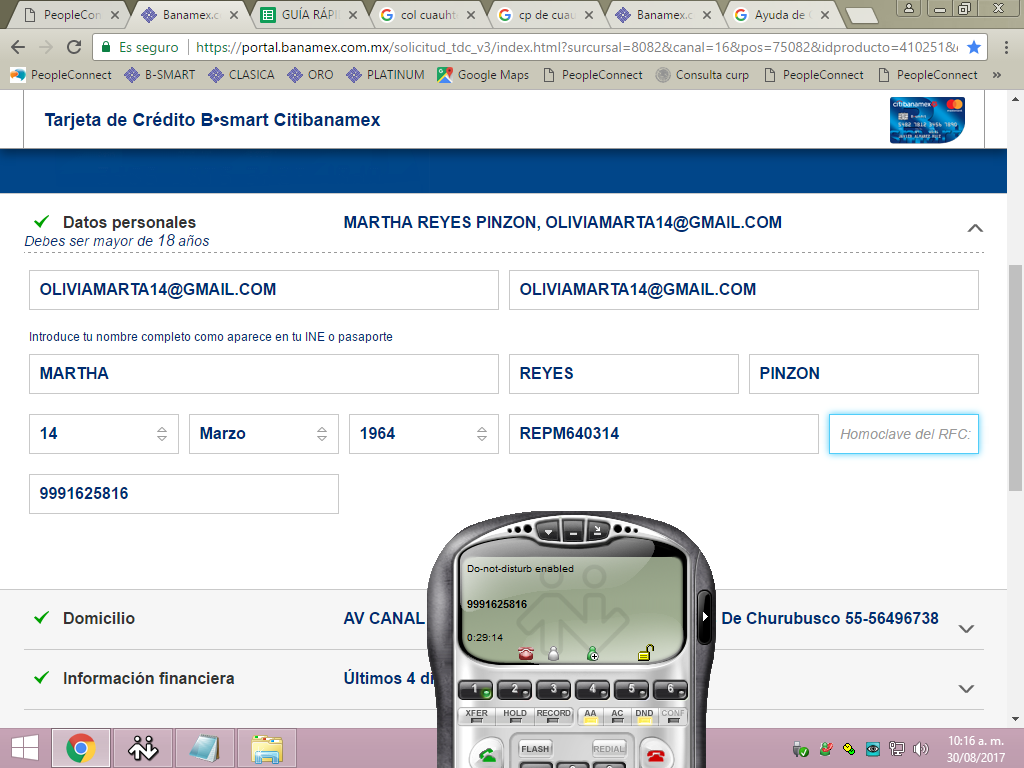 PeopleCon
Banamex.c
GUÍA RÁPI
col cuauht
cp de cuau
Banamex.c
Ayuda de
Es seguro
https://portal.banamex.com.mx/solicitud_tdc_v3/index.html?sucursal=8082&canal=16&pos=75082&idproducto=410251&
PeopleConnect
B-SMART
CLASICA
ORO
PLATINUM
Google Maps
PeopleConnect
Consulta curp
PeopleConnect
PeopleConnect
»
Tarjeta de Crédito B•smart Citibanamex
citibanamex
Datos personales
MARTHA REYES PINZON, OLIVIAMARTA14@GMAIL.COM
Debes ser mayor de 18 años
OLIVIAMARTA14@GMAIL.COM
OLIVIAMARTA14@GMAIL.COM
Introduce tu nombre completo como aparece en tu INE o pasaporte
MARTHA
REYES
PINZON
14
Marzo
1964
REPM640314
Homoclave del RFC:
9991625816
Do-not-disturb enabled
9991625816
0:29:14
Domicilio
AV CANAL
De Churubusco 55-56496738
Información financiera
Últimos 4 di
1 2 3 4 5 6
XFER HOLD RECORD AA AC DND CONF
FLASH
REDIAL
10:16 a. m.
30/08/2017